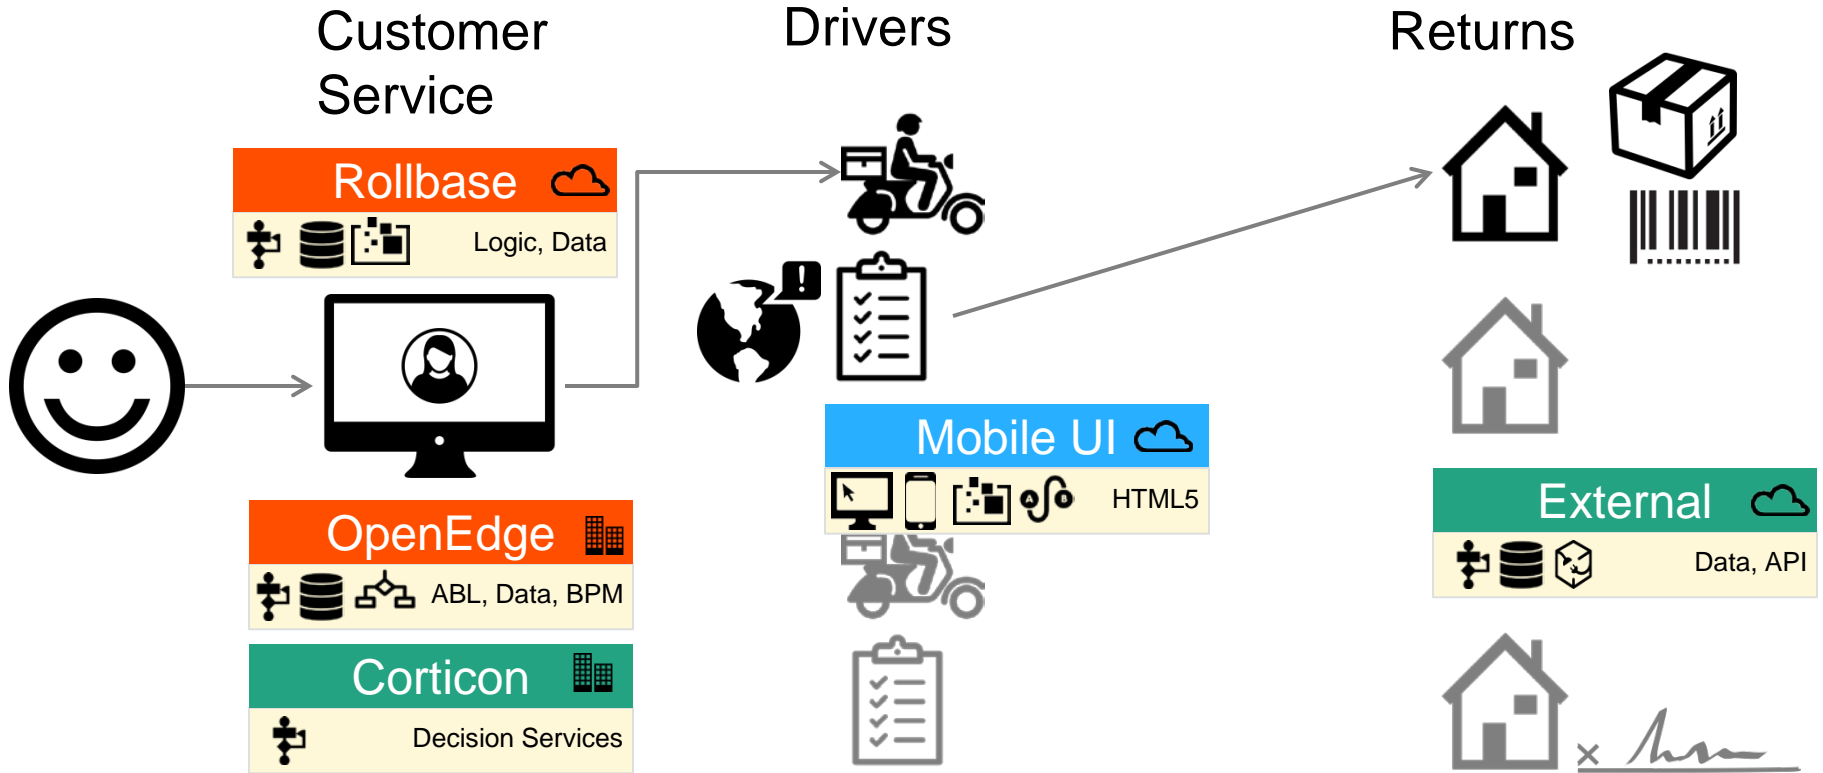 Customer
Service
Drivers
Returns
Rollbase
Logic, Data
!
Mobile UI
A B HTML5
OpenEdge
ABL, Data, BPM
External
Data, API
Corticon
Decision Services
x